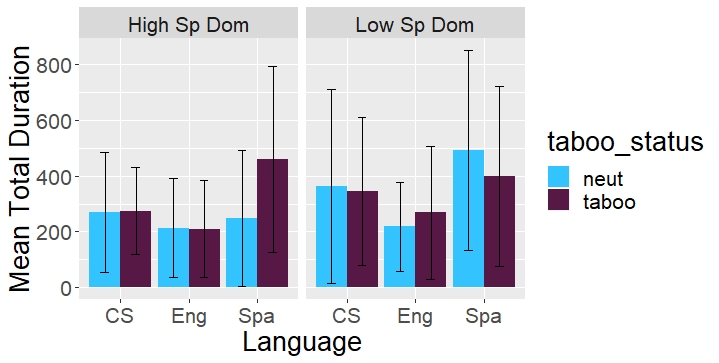 High Sp Dom
Low Sp Dom
Mean Total Duration
800
600
400
200
0
CS Eng Spa
CS Eng Spa
Language
taboo_status
neut
taboo